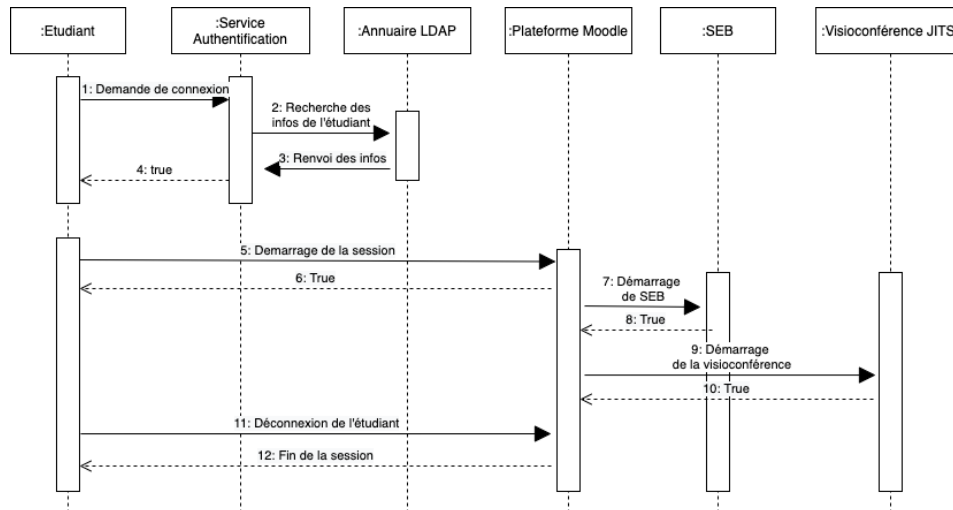 :Etudiant
:Service
Authentification
:Annuaire LDAP
:Plateforme Moodle
:SEB
:Visioconférence JITS
1: Demande de connexion
2: Recherche des
infos de l'étudiant
3: Renvoi des infos
4: true
5: Demarrage de la session
6: True
7: Démarrage
de SEB
8: True
9: Démarrage
de la visioconférence
10: True
11: Déconnexion de l'étudiant
12: Fin de la session